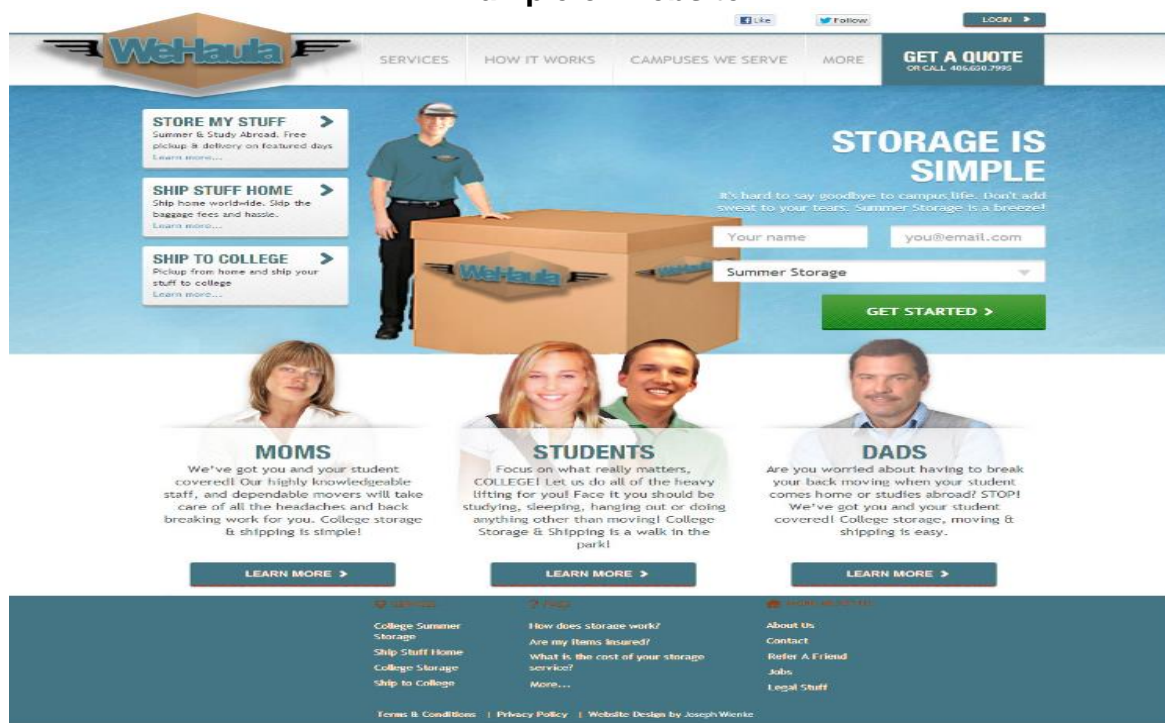 Like
Follow
LOGIN >
WeHaula
SERVICES
HOW IT WORKS
CAMPUSES WE SERVE
MORE
GET A QUOTE
OR CALL 406.630.7995
STORE MY STUFF >
Summer & Study Abroad. Free
pickup & delivery on featured days
Learn more...
SHIP STUFF HOME >
Ship home worldwide. Skip the
baggage fees and hassle.
Learn more...
SHIP TO COLLEGE >
Pickup from home and ship your
stuff to college
Learn more...
WeHaula
WeHaula
STORAGE IS
SIMPLE
It's hard to say goodbye to campus life. Don't add
sweat to your tears. Summer Storage is a breeze!
Your name
you@email.com
Summer Storage
GET STARTED >
MOMS
We've got you and your student
covered! Our highly knowledgeable
staff, and dependable movers will take
care of all the headaches and back
breaking work for you. College storage
& shipping is simple!
LEARN MORE >
STUDENTS
Focus on what really matters,
COLLEGE! Let us do all of the heavy
lifting for you! Face it you should be
studying, sleeping, hanging out or doing
anything other than moving! College
Storage & Shipping is a walk in the
park!
LEARN MORE >
DADS
Are you worried about having to break
your back moving when your student
comes home or studies abroad? STOP!
We've got you and your student
covered! College storage, moving &
shipping is easy.
LEARN MORE >
College Summer
Storage
Ship Stuff Home
College Storage
Ship to College
How does storage work?
Are my items insured?
What is the cost of your storage
service?
More...
About Us
Contact
Refer A Friend
Jobs
Legal Stuff
Terms & Conditions | Privacy Policy | Website Design by Joseph Wienke